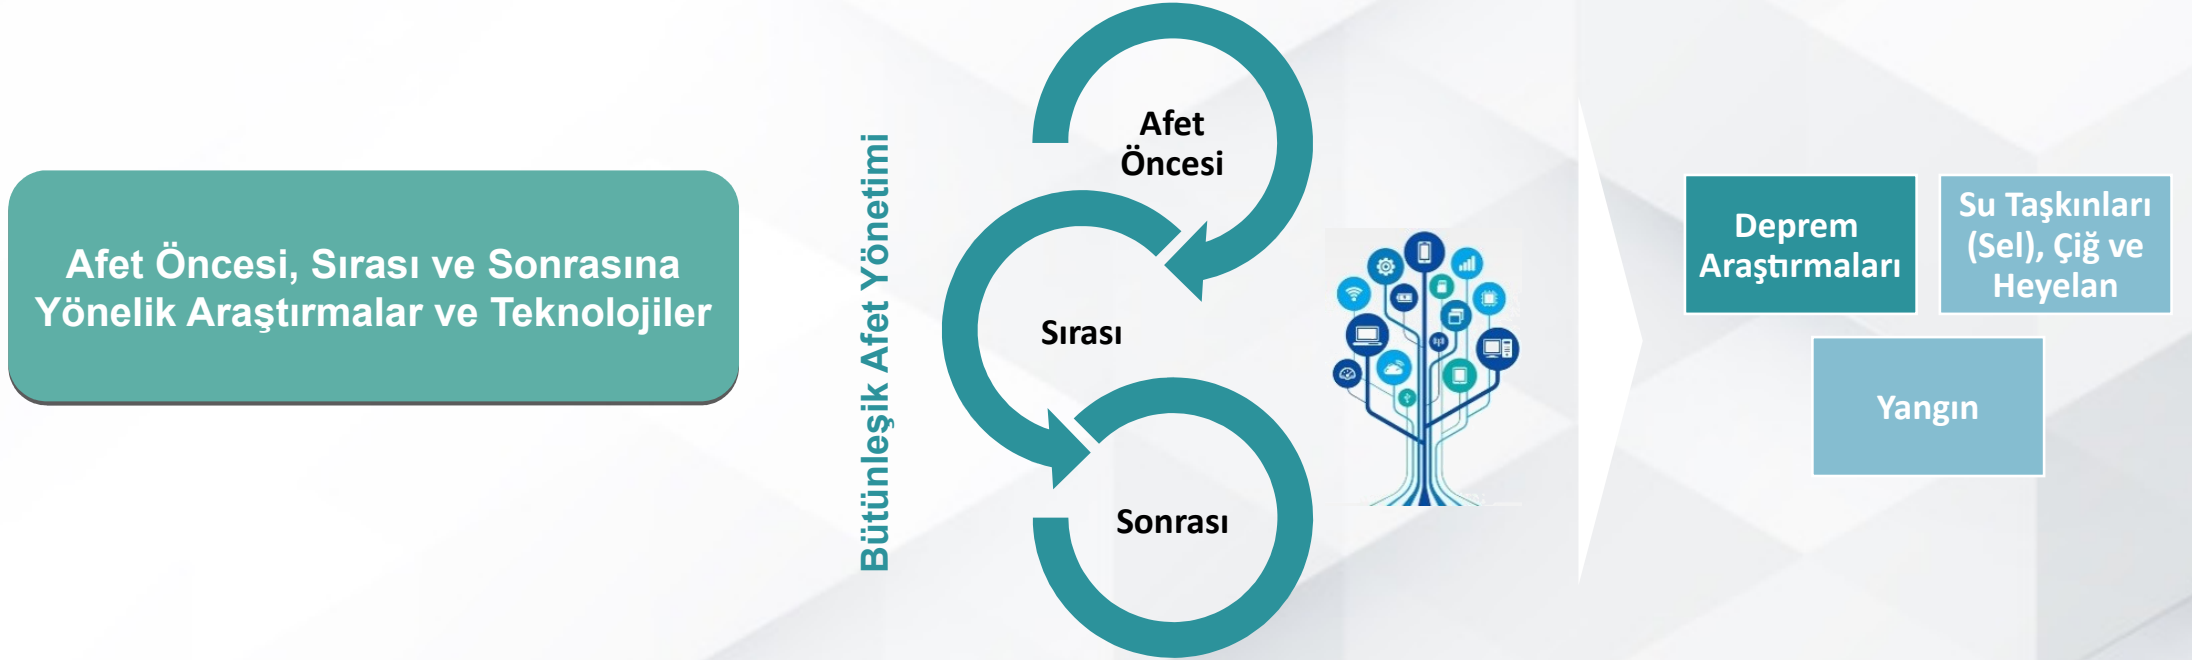 Afet Öncesi, Sırası ve Sonrasına
Yönelik Araştırmalar ve Teknolojiler
Bütünleşik Afet Yönetimi
Afet
Öncesi
Sırası
Sonrası
Deprem
Araştırmaları
Su Taşkınları
(Sel), Çiğ ve
Heyelan
Yangın